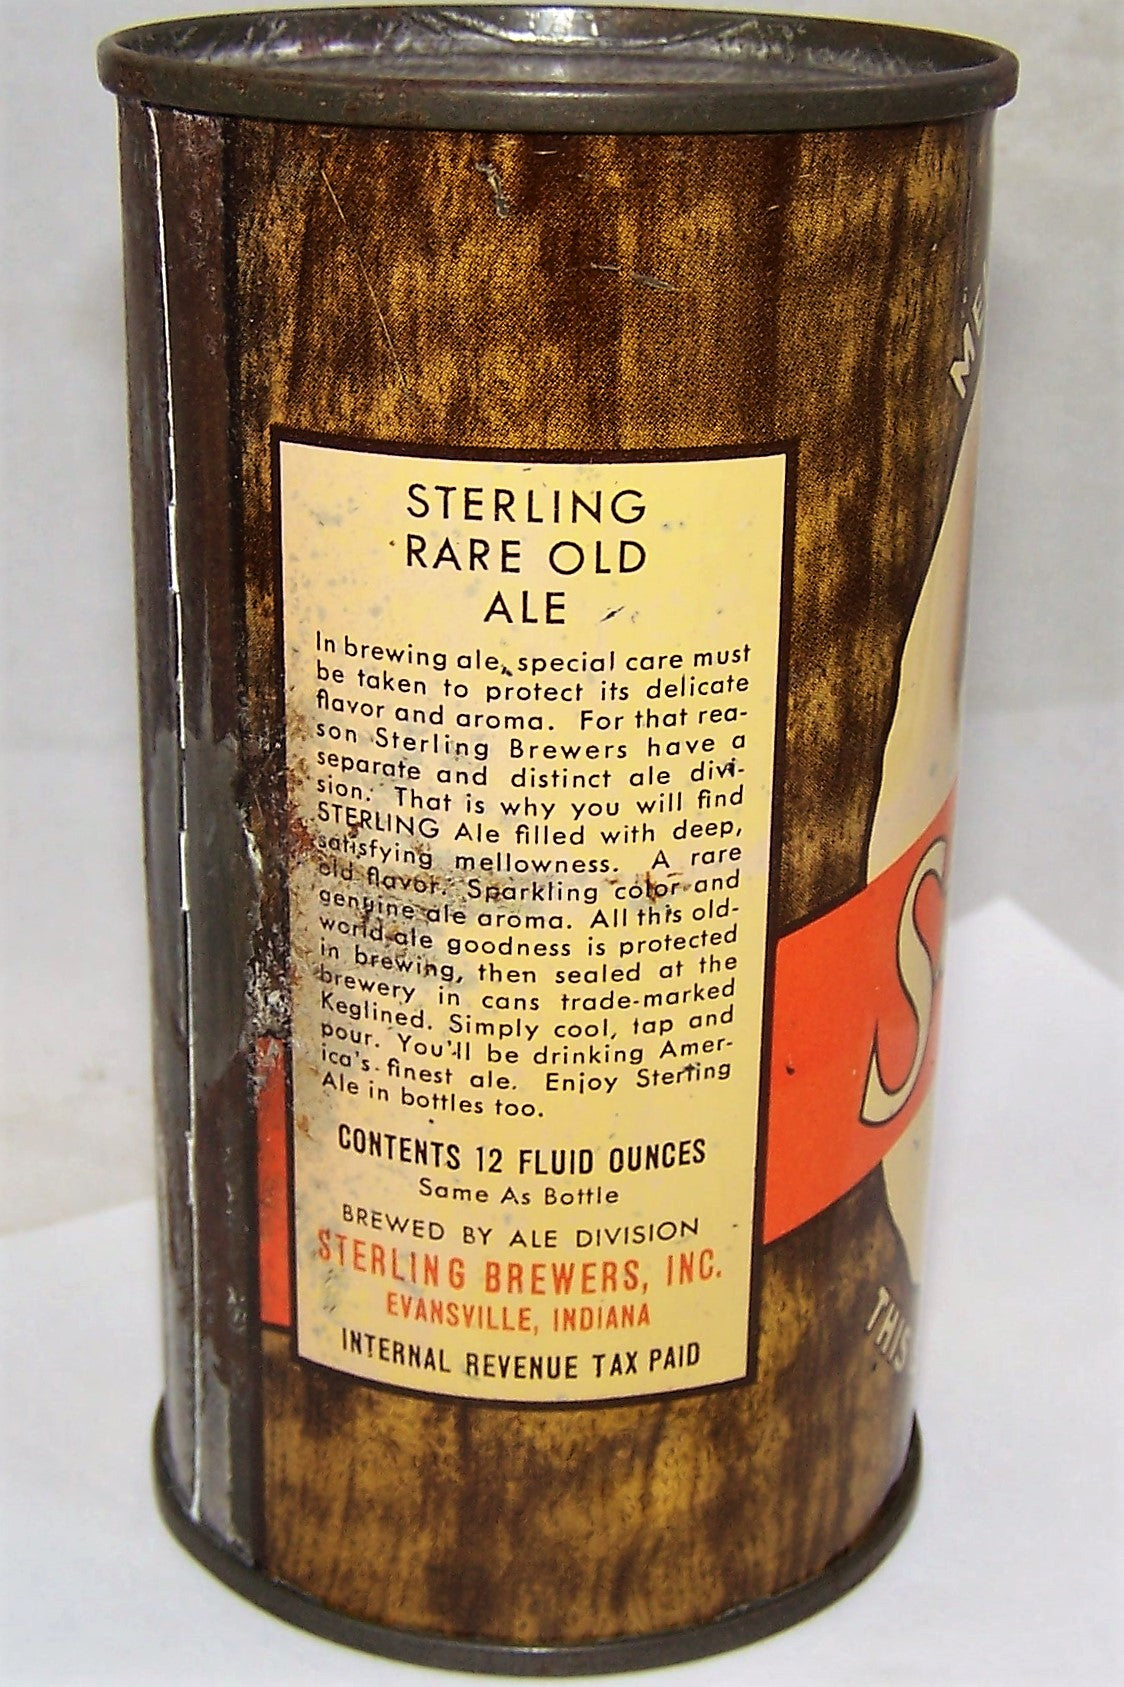 STERLING
RARE OLD
ALE
In brewing ale, special care must
be taken to protect its delicate
flavor and aroma. For that rea-
son Sterling Brewers have a
separate and distinct ale divi-
sion. That is why you will find
STERLING Ale filled with deep,
satisfying mellowness. A rare
old flavor. Sparkling color and
genuine ale aroma. All this old-
world ale goodness is protected
in brewing, then sealed at the
brewery in cans trade-marked
Keglined. Simply cool, tap and
pour. You'll be drinking Amer-
ica's finest ale. Enjoy Sterling
Ale in bottles too.
CONTENTS 12 FLUID OUNCES
Same As Bottle
BREWED BY ALE DIVISION
STERLING BREWERS, INC.
EVANSVILLE, INDIANA
INTERNAL REVENUE TAX PAID
THIS